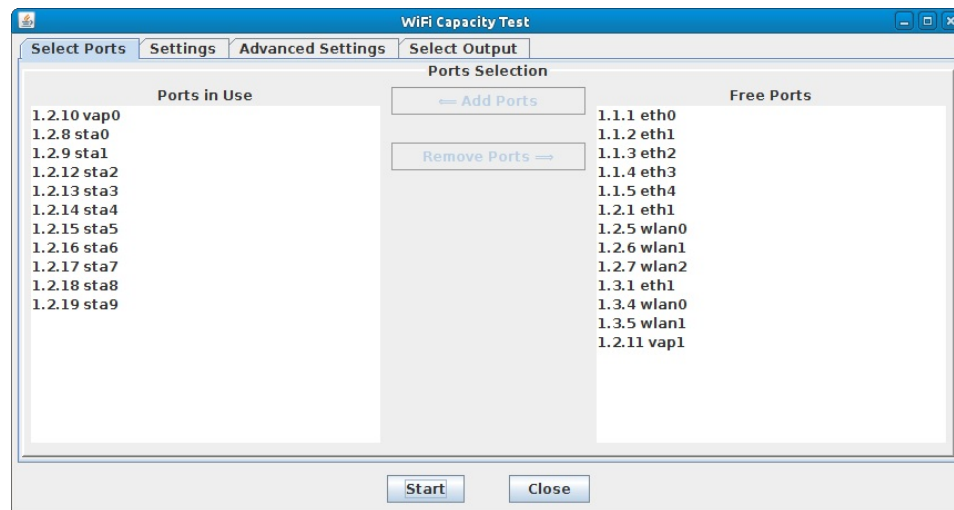 WiFi Capacity Test
Select Ports Settings Advanced Settings Select Output
Ports Selection
Ports in Use
1.2.10 vap0
1.2.8 sta0
1.2.9 sta1
1.2.12 sta2
1.2.13 sta3
1.2.14 sta4
1.2.15 sta5
1.2.16 sta6
1.2.17 sta7
1.2.18 sta8
1.2.19 sta9
⇐ Add Ports
Remove Ports ⇒
Free Ports
1.1.1 eth0
1.1.2 eth1
1.1.3 eth2
1.1.4 eth3
1.1.5 eth4
1.2.1 eth1
1.2.5 wlan0
1.2.6 wlan1
1.2.7 wlan2
1.3.1 eth1
1.3.4 wlan0
1.3.5 wlan1
1.2.11 vap1
Start Close